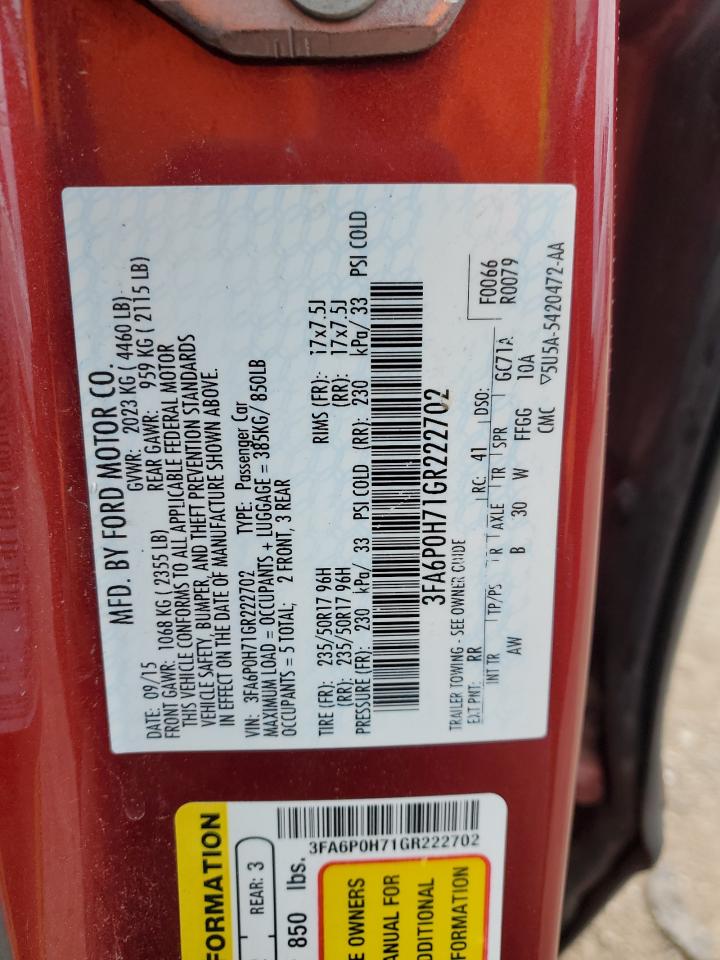 MFD. BY FORD MOTOR CO.
DATE: 09/15 GVWR: 2023 KG ( 4460 LB)
FRONT GAWR: 1068 KG ( 2355 LB) REAR GAWR: 959 KG ( 2115 LB)
THIS VEHICLE CONFORMS TO ALL APPLICABLE FEDERAL MOTOR
VEHICLE SAFETY, BUMPER, AND THEFT PREVENTION STANDARDS
IN EFFECT ON THE DATE OF MANUFACTURE SHOWN ABOVE.
VIN: 3FA6P0H71GR222702 TYPE: Passenger Car
MAXIMUM LOAD = OCCUPANTS + LUGGAGE = 385KG/ 850LB
OCCUPANTS = 5 TOTAL; 2 FRONT, 3 REAR
TIRE (FR): 235/50R17 96H RIMS (FR): 17x7.5J
(RR): 235/50R17 96H (RR): 17x7.5J
PRESSURE (FR): 230 kPa/ 33 PSI COLD (RR): 230 kPa/ 33 PSI COLD
3FA6P0H71GR222702
TRAILER TOWING - SEE OWNER GUIDE
EXT PNT: RR RC: 41 DSO: F0066
R0079
INT TR TP/PS R AXLE TR SPR GC71A
AW B 30 W FFGG 10A
CMC ▽5U5A-5420472-AA
FORMATION
REAR: 3
850 lbs.
3FA6P0H71GR222702
E OWNERS
ANUAL FOR
DDITIONAL
FORMATION